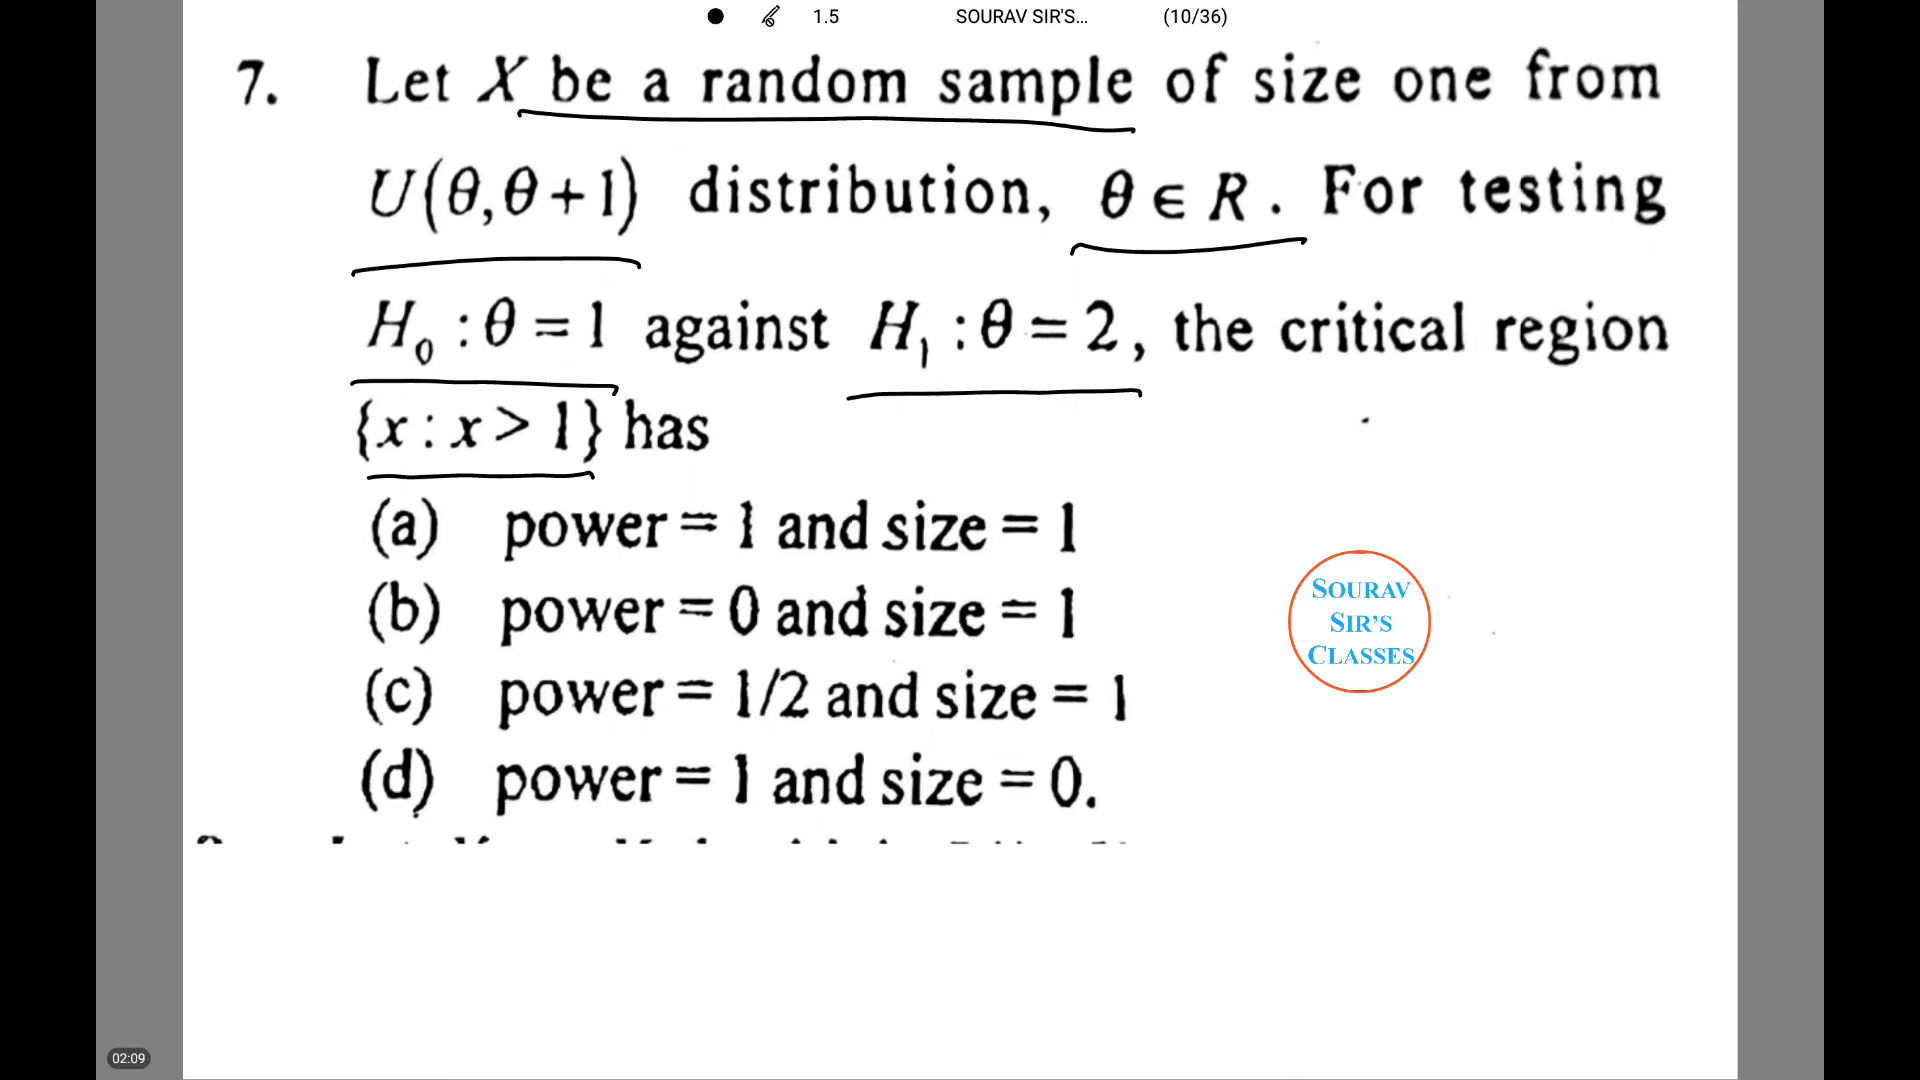 1.5 SOURAV SIR'S... (10/36)
7. Let X be a random sample of size one from
U(θ,θ+1) distribution, θ ∈ R. For testing
H₀ : θ = 1 against H₁ : θ = 2, the critical region
{x : x > 1} has
(a) power = 1 and size = 1
(b) power = 0 and size = 1
(c) power = 1/2 and size = 1
(d) power = 1 and size = 0.
SOURAV
SIR'S
CLASSES
02:09